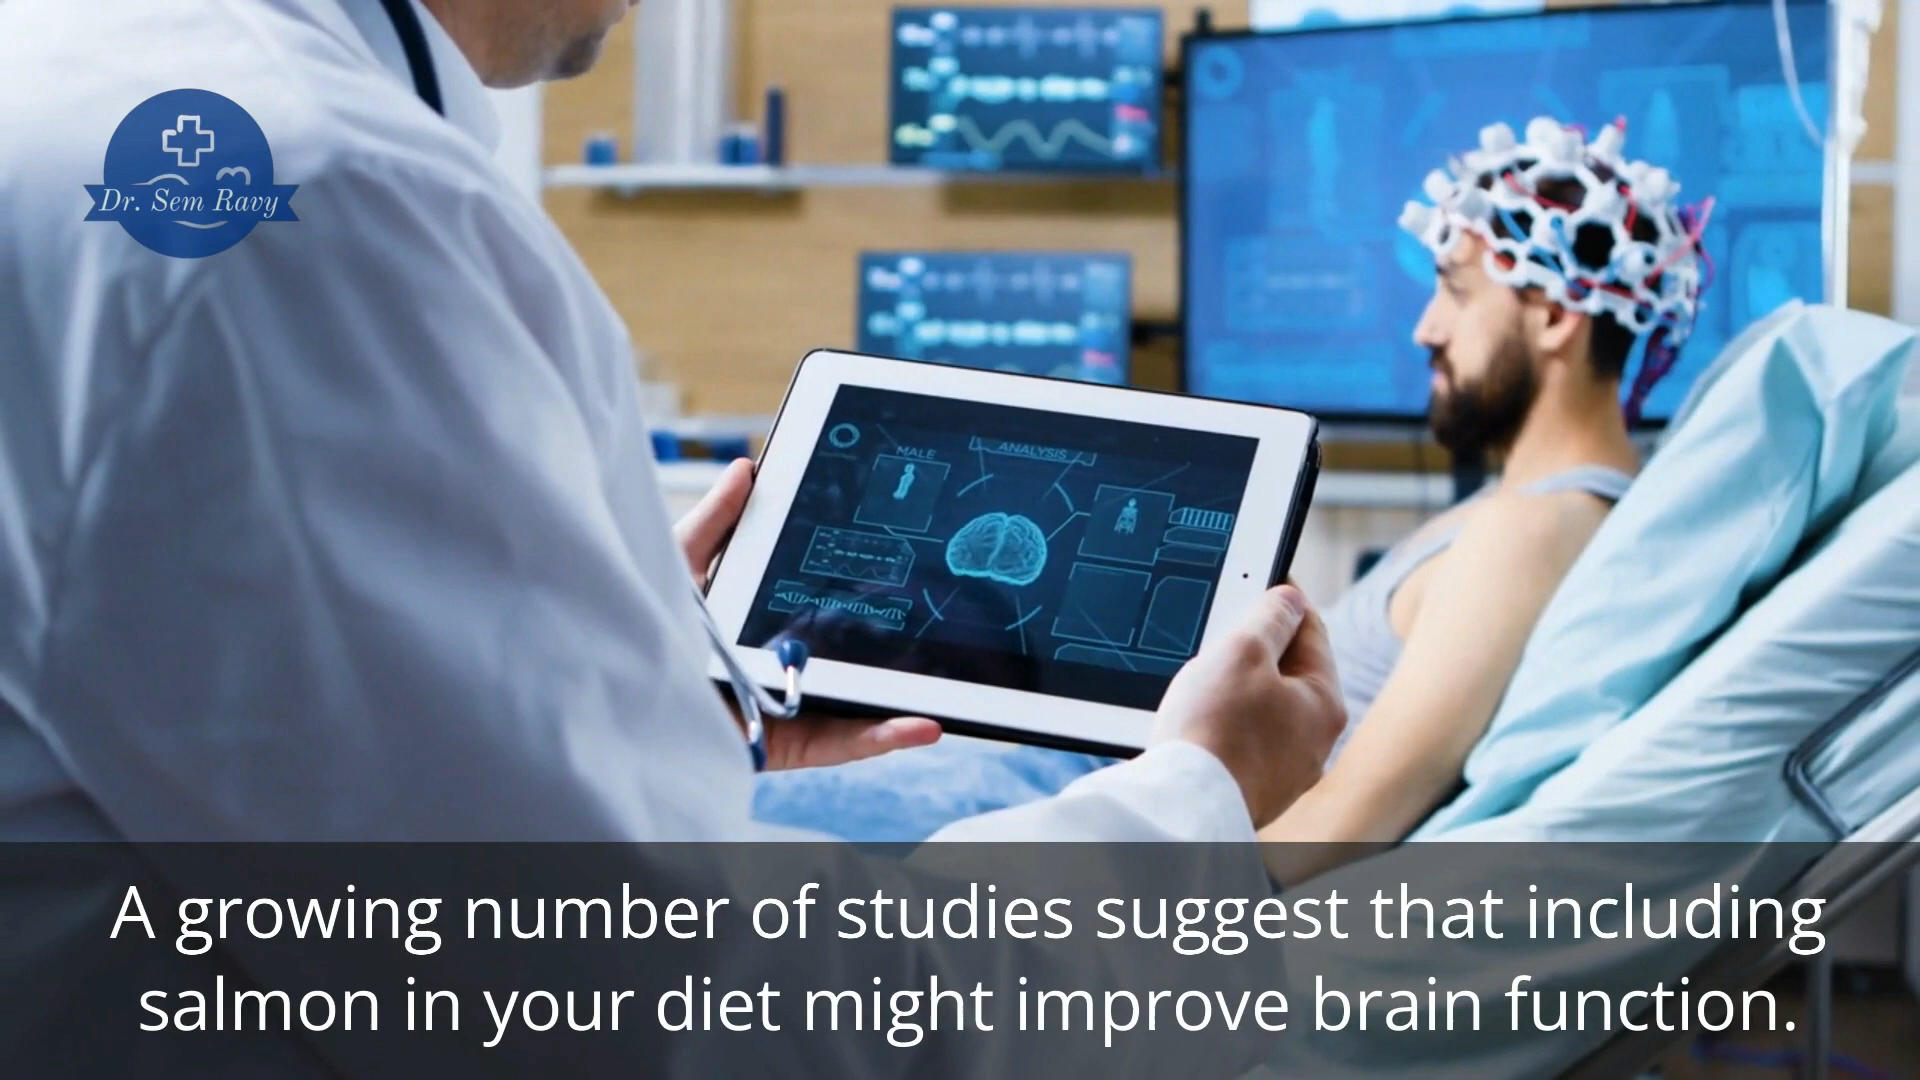 Dr. Sem Ravy
MALE
ANALYSIS
A growing number of studies suggest that including
salmon in your diet might improve brain function.